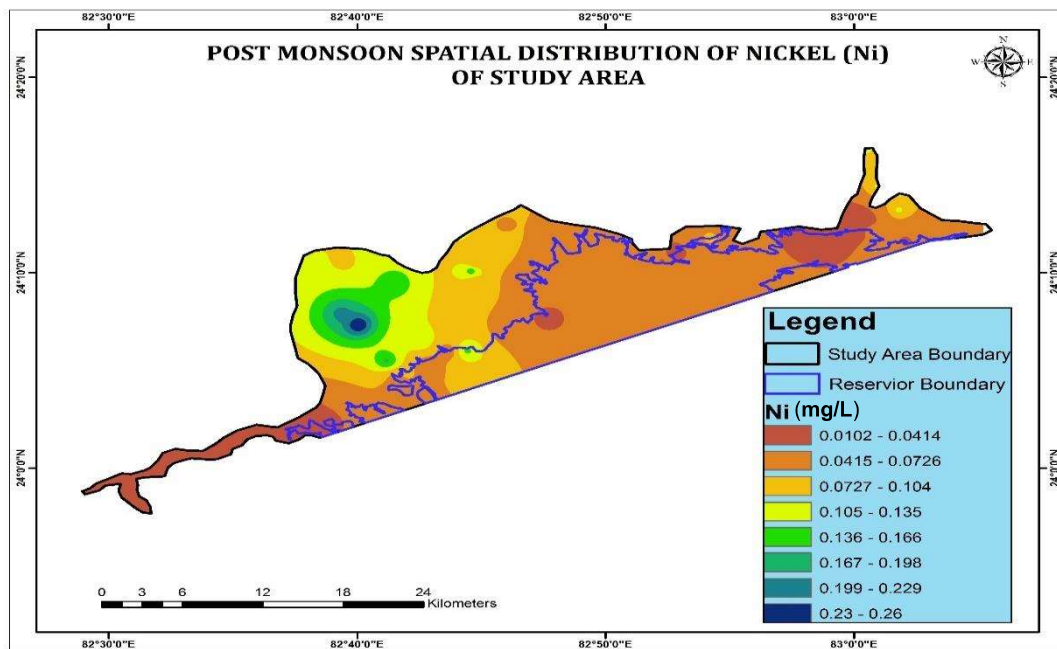 82°30'0"E 82°40'0"E 82°50'0"E 83°0'0"E
POST MONSOON SPATIAL DISTRIBUTION OF NICKEL (Ni)
OF STUDY AREA
N
W E
S
24°20'0"N 24°20'0"N
24°10'0"N 24°10'0"N
24°0'0"N 24°0'0"N
Legend
Study Area Boundary
Reservior Boundary
Ni (mg/L)
0.0102 - 0.0414
0.0415 - 0.0726
0.0727 - 0.104
0.105 - 0.135
0.136 - 0.166
0.167 - 0.198
0.199 - 0.229
0.23 - 0.26
0 3 6 12 18 24
Kilometers
82°30'0"E 82°40'0"E 82°50'0"E 83°0'0"E